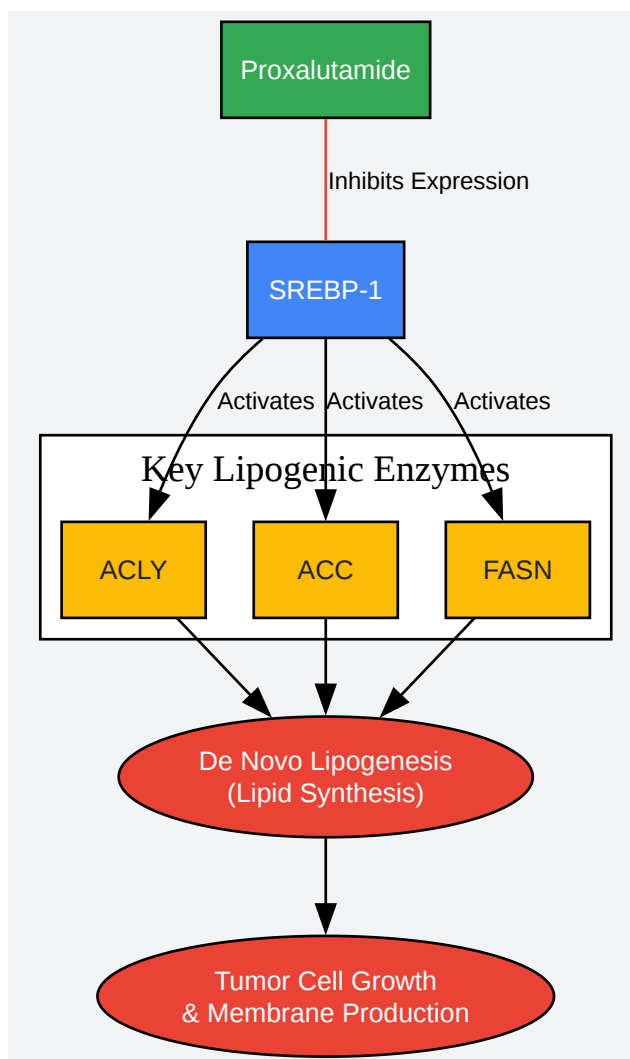 Proxalutamide
Inhibits Expression
SREBP-1
Activates
Activates
Activates
Key Lipogenic Enzymes
ACLY
ACC
FASN
De Novo Lipogenesis
(Lipid Synthesis)
Tumor Cell Growth
& Membrane Production